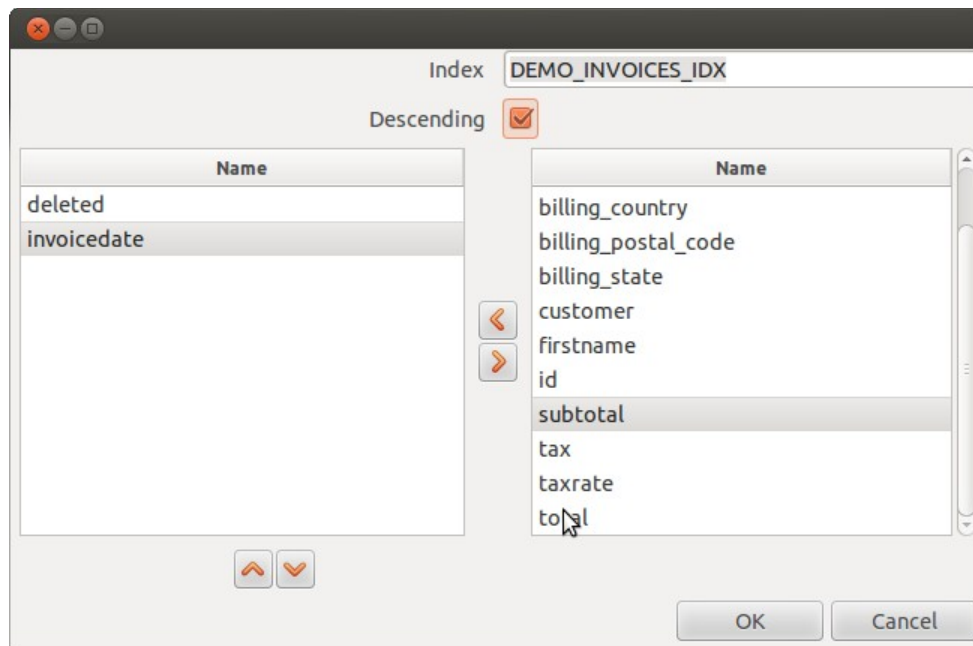 Index DEMO_INVOICES_IDX
Descending
Name
deleted
invoicedate
Name
billing_country
billing_postal_code
billing_state
customer
firstname
id
subtotal
tax
taxrate
total
OK Cancel